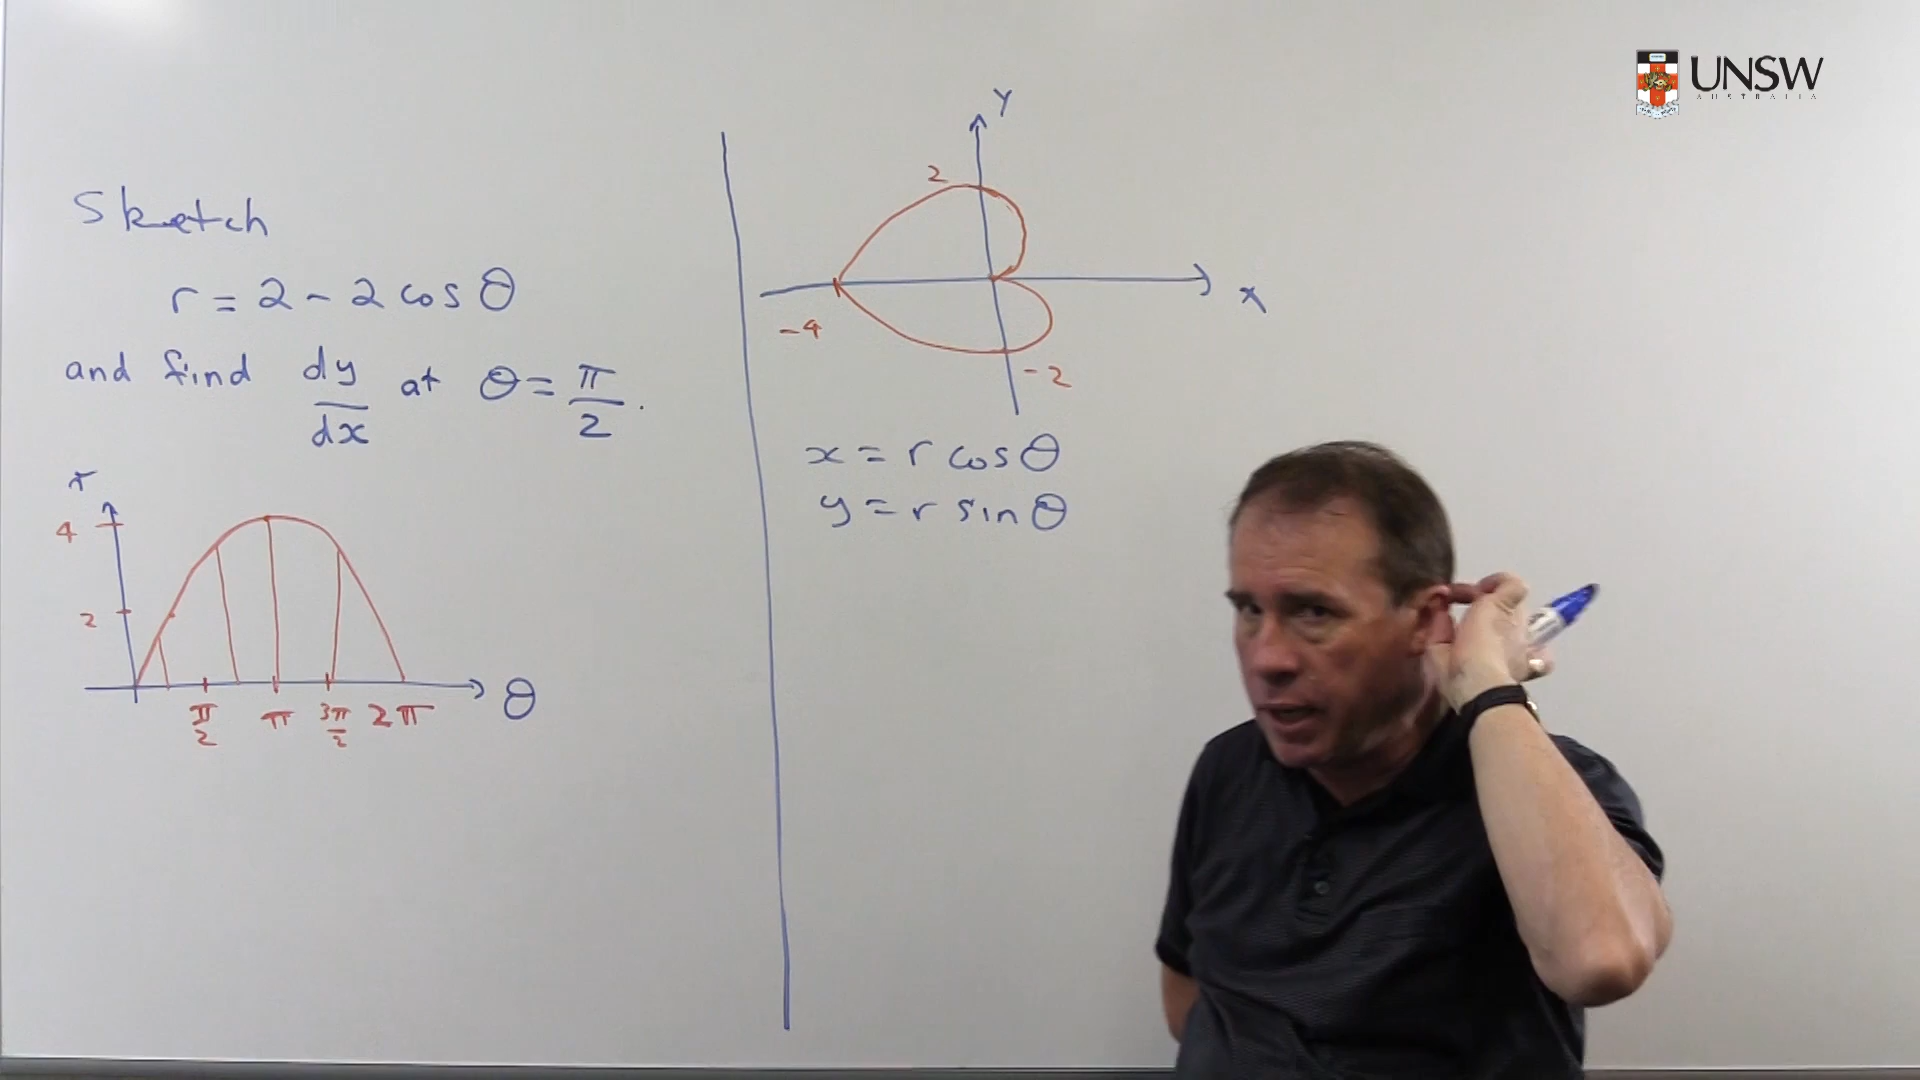 Sketch
r = 2 - 2 cos θ
and find dy/dx at θ = π/2.
r
4
2
π/2 π 3π/2 2π
θ
Y
2
-4
X
-2
x = r cos θ
y = r sin θ
UNSW
AUSTRALIA